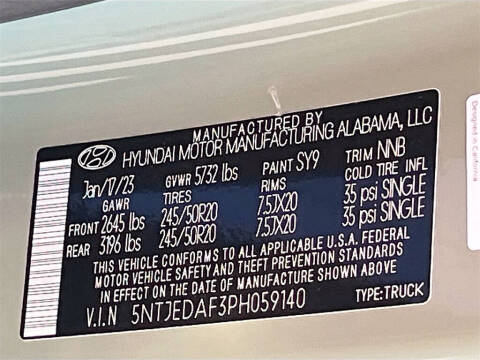 MANUFACTURED BY
HYUNDAI MOTOR MANUFACTURING ALABAMA, LLC
Jan/17/23 GVWR 5732 lbs PAINT SY9 TRIM NNB
GAWR TIRES RIMS COLD TIRE INFL
FRONT 2645 lbs 245/50R20 7.5JX20 35 psi SINGLE
REAR 3196 lbs 245/50R20 7.5JX20 35 psi SINGLE
THIS VEHICLE CONFORMS TO ALL APPLICABLE U.S.A. FEDERAL
MOTOR VEHICLE SAFETY AND THEFT PREVENTION STANDARDS
IN EFFECT ON THE DATE OF MANUFACTURE SHOWN ABOVE
V.I.N 5NTJEDAF3PH059140 TYPE:TRUCK
Designed in California